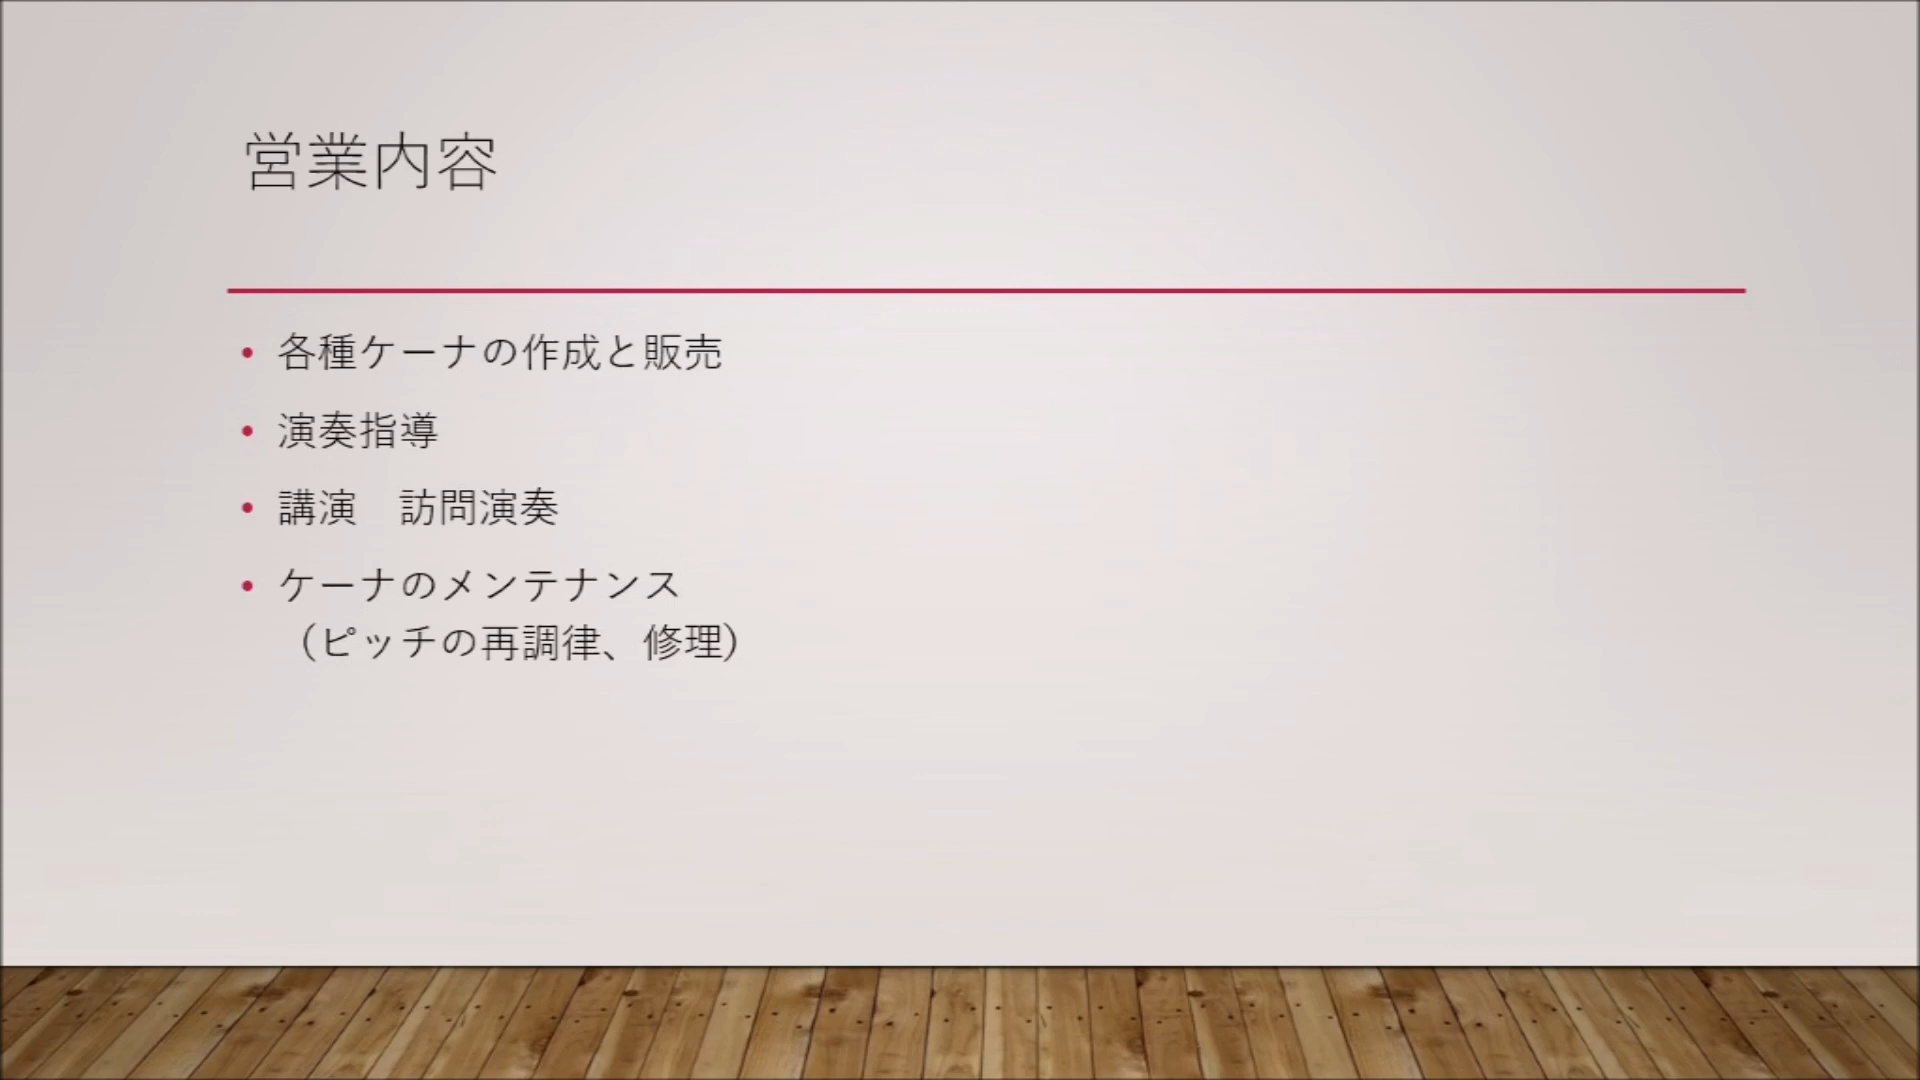 営業内容
• 各種ケーナの作成と販売
• 演奏指導
• 講演　訪問演奏
• ケーナのメンテナンス
（ピッチの再調律、修理）